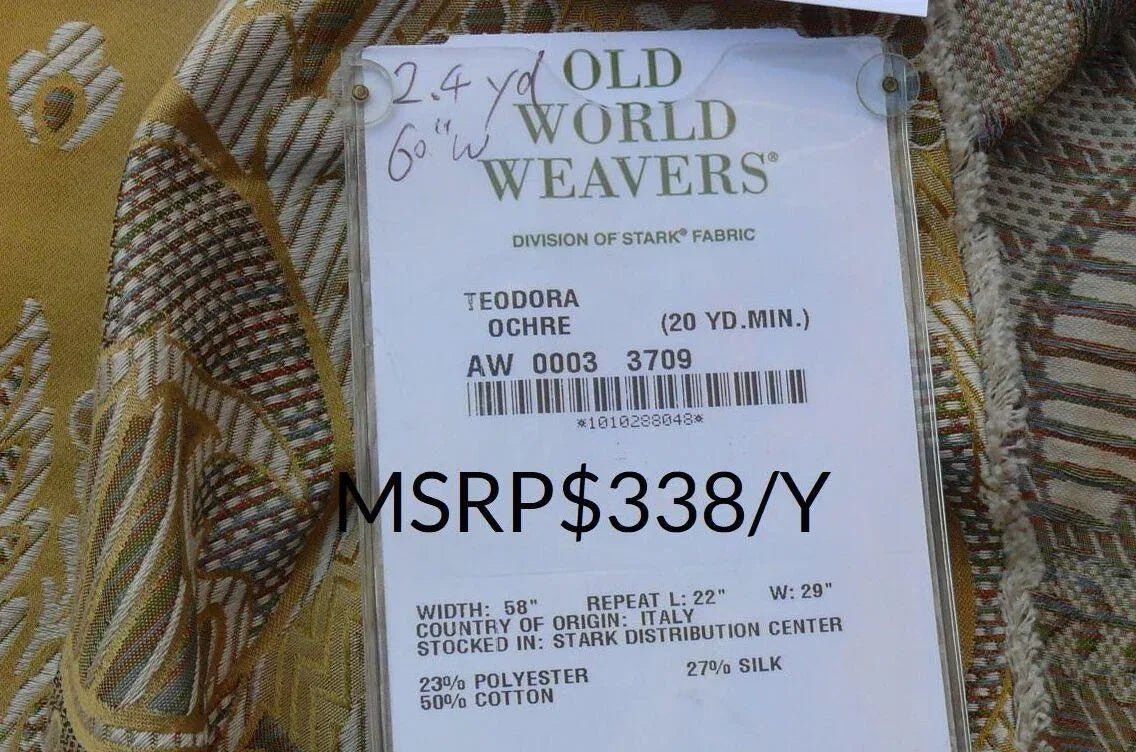 2.4 yd
60" W
OLD
WORLD
WEAVERS®
DIVISION OF STARK® FABRIC
TEODORA
OCHRE (20 YD.MIN.)
AW 0003 3709
*1010288048*
MSRP$338/Y
WIDTH: 58" REPEAT L: 22" W: 29"
COUNTRY OF ORIGIN: ITALY
STOCKED IN: STARK DISTRIBUTION CENTER
23% POLYESTER 27% SILK
50% COTTON